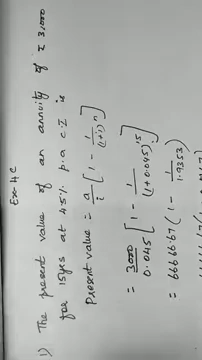 Exe 4C
1) The present value of an annuity of ₹ 3,000
for 15yrs at 4.5% p.a C I is
Present value = a/i [1 - 1/(1+i)^n]
= 3000/0.045 [1 - 1/(1+0.045)^15]
= 66666.67 (1 - 1/1.9353)